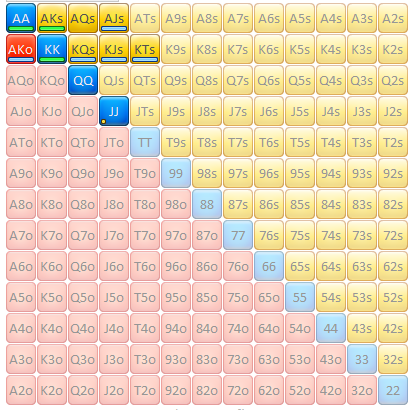 AA AKs AQs AJs ATs A9s A8s A7s A6s A5s A4s A3s A2s
AKo KK KQs KJs KTs K9s K8s K7s K6s K5s K4s K3s K2s
AQo KQo QQ QJs QTs Q9s Q8s Q7s Q6s Q5s Q4s Q3s Q2s
AJo KJo QJo JJ JTs J9s J8s J7s J6s J5s J4s J3s J2s
ATo KTo QTo JTo TT T9s T8s T7s T6s T5s T4s T3s T2s
A9o K9o Q9o J9o T9o 99 98s 97s 96s 95s 94s 93s 92s
A8o K8o Q8o J8o T8o 98o 88 87s 86s 85s 84s 83s 82s
A7o K7o Q7o J7o T7o 97o 87o 77 76s 75s 74s 73s 72s
A6o K6o Q6o J6o T6o 96o 86o 76o 66 65s 64s 63s 62s
A5o K5o Q5o J5o T5o 95o 85o 75o 65o 55 54s 53s 52s
A4o K4o Q4o J4o T4o 94o 84o 74o 64o 54o 44 43s 42s
A3o K3o Q3o J3o T3o 93o 83o 73o 63o 53o 43o 33 32s
A2o K2o Q2o J2o T2o 92o 82o 72o 62o 52o 42o 32o 22